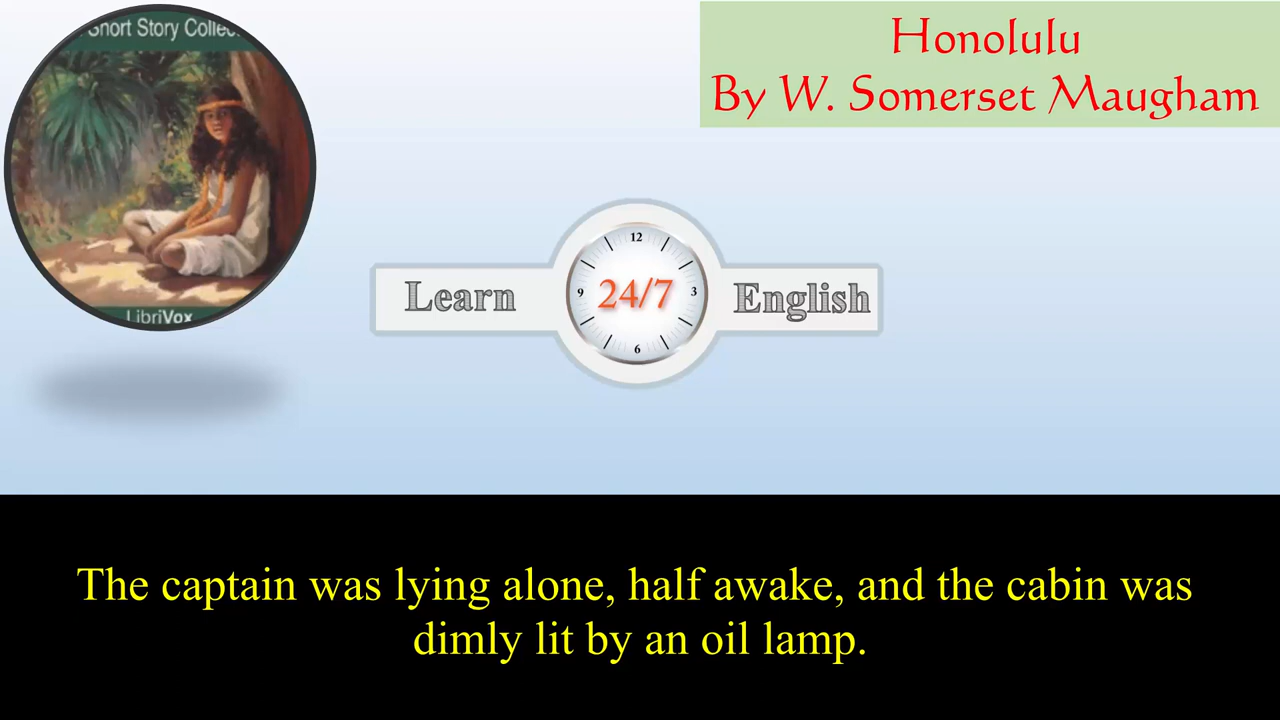 Short Story Collec
Honolulu
By W. Somerset Maugham
12
Learn
9
24/7
3
English
6
LibriVox
The captain was lying alone, half awake, and the cabin was
dimly lit by an oil lamp.